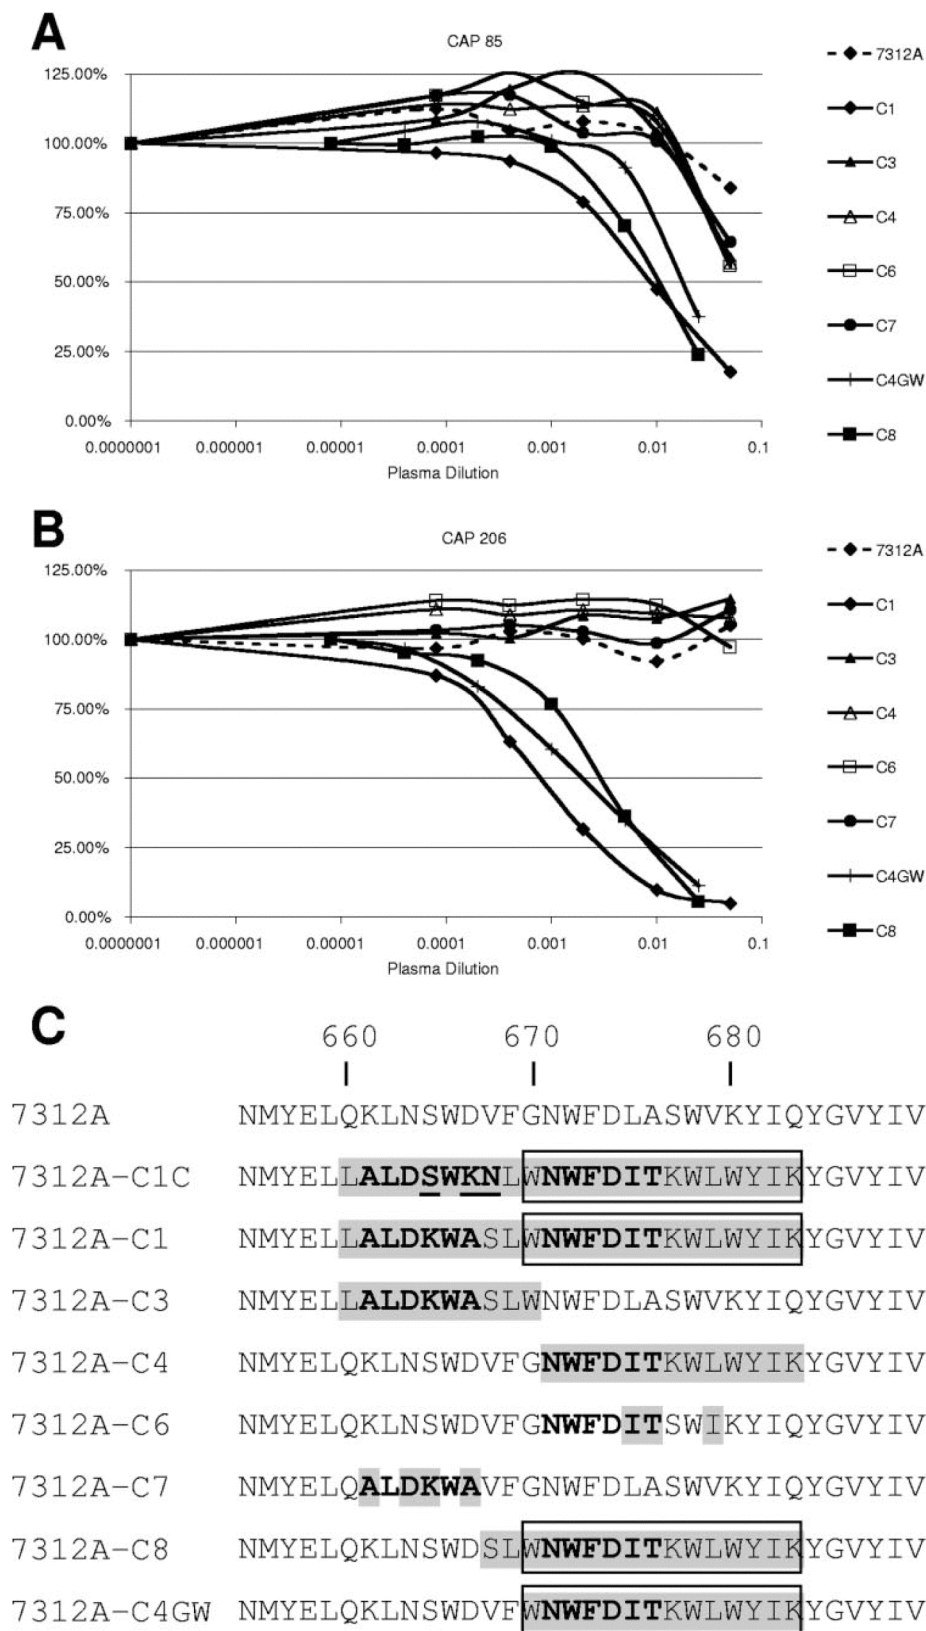 A
CAP 85
125.00%
100.00%
75.00%
50.00%
25.00%
0.00%
0.0000001 0.000001 0.00001 0.0001 0.001 0.01 0.1
Plasma Dilution
7312A
C1
C3
C4
C6
C7
C4GW
C8
B
CAP 206
125.00%
100.00%
75.00%
50.00%
25.00%
0.00%
0.0000001 0.000001 0.00001 0.0001 0.001 0.01 0.1
Plasma Dilution
7312A
C1
C3
C4
C6
C7
C4GW
C8
C
660 670 680
7312A NMYELQKLNSWDVFGNWFDLASWVKYIQYGVYIV
7312A-C1C NMYELLALDSWKNLWNWFDITKWLWYIKYGVYIV
7312A-C1 NMYELLALDKWASLWNWFDITKWLWYIKYGVYIV
7312A-C3 NMYELLALDKWASLWNWFDLASWVKYIQYGVYIV
7312A-C4 NMYELQKLNSWDVFGNWFDITKWLWYIKYGVYIV
7312A-C6 NMYELQKLNSWDVFGNWFDITSWIKYIQYGVYIV
7312A-C7 NMYELQALDKWAVFGNWFDLASWVKYIQYGVYIV
7312A-C8 NMYELQKLNSWDSLWNWFDITKWLWYIKYGVYIV
7312A-C4GW NMYELQKLNSWDVFWNWFDITKWLWYIKYGVYIV